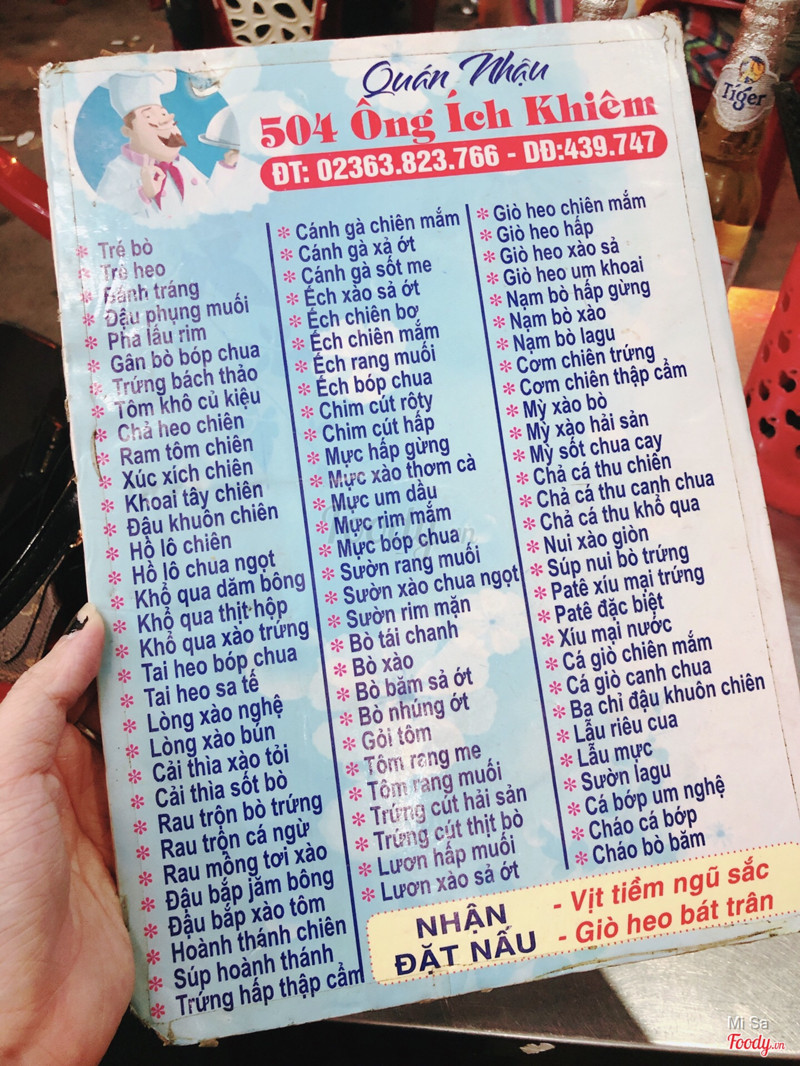 Quán Nhậu
504 Ông Ích Khiêm
ĐT: 02363.823.766 - DĐ:439.747
* Tré bò
* Tré heo
* Bánh tráng
* Đậu phụng muối
* Pha lấu rim
* Gân bò bóp chua
* Trứng bách thảo
* Tôm khô củ kiệu
* Chả heo chiên
* Ram tôm chiên
* Xúc xích chiên
* Khoai tây chiên
* Đậu khuôn chiên
* Hồ lô chiên
* Hồ lô chua ngọt
* Khổ qua dăm bông
* Khổ qua thịt hộp
* Khổ qua xào trứng
* Tai heo bóp chua
* Tai heo sa tế
* Lòng xào nghệ
* Lòng xào bún
* Cải thìa xào tỏi
* Cải thìa sốt bò
* Rau trộn bò trứng
* Rau trộn cá ngừ
* Rau mồng tơi xào
* Đậu bắp jăm bông
* Đậu bắp xào tôm
* Hoành thánh chiên
* Súp hoành thánh
* Trứng hấp thập cẩm
* Cánh gà chiên mắm
* Cánh gà xả ớt
* Cánh gà sốt me
* Ếch xào sả ớt
* Ếch chiên bơ
* Ếch chiên mắm
* Ếch rang muối
* Ếch bóp chua
* Chim cút rôty
* Chim cút hấp
* Mực hấp gừng
* Mực xào thơm cà
* Mực um dầu
* Mực rim mắm
* Mực bóp chua
* Sườn rang muối
* Sườn xào chua ngọt
* Sườn rim mặn
* Bò tái chanh
* Bò xào
* Bò băm sả ớt
* Bò nhúng ớt
* Gỏi tôm
* Tôm rang me
* Tôm rang muối
* Trứng cút hải sản
* Trứng cút thịt bò
* Lươn hấp muối
* Lươn xào sả ớt
* Giò heo chiên mắm
* Giò heo hấp
* Giò heo xào sả
* Giò heo um khoai
* Nạm bò hấp gừng
* Nạm bò xào
* Nạm bò lagu
* Cơm chiên trứng
* Cơm chiên thập cẩm
* Mỳ xào bò
* Mỳ xào hải sản
* Mỳ sốt chua cay
* Chả cá thu chiên
* Chả cá thu canh chua
* Chả cá thu khổ qua
* Nui xào giòn
* Súp nui bò trứng
* Patê xíu mại trứng
* Patê đặc biệt
* Xíu mại nước
* Cá giò chiên mắm
* Cá giò canh chua
* Ba chỉ đậu khuôn chiên
* Lẩu riêu cua
* Lẩu mực
* Sườn lagu
* Cá bớp um nghệ
* Cháo cá bớp
* Cháo bò băm
NHẬN
ĐẶT NẤU
- Vịt tiềm ngũ sắc
- Giò heo bát trân
Tiger
Foody.vn
Mi Sa
Foody.vn